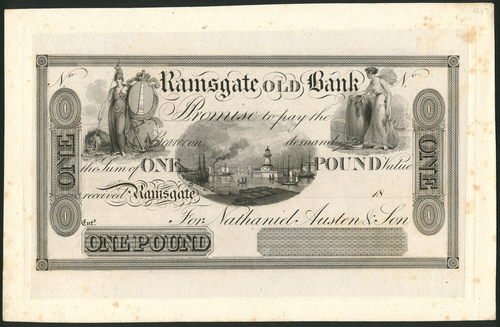 No Ramsgate OLD Bank No
Promise to pay the
Bearer on demand
the Sum of ONE POUND Value
received Ramsgate 18
For Nathaniel Austen & Son
Entd
ONE POUND
ONE
ONE